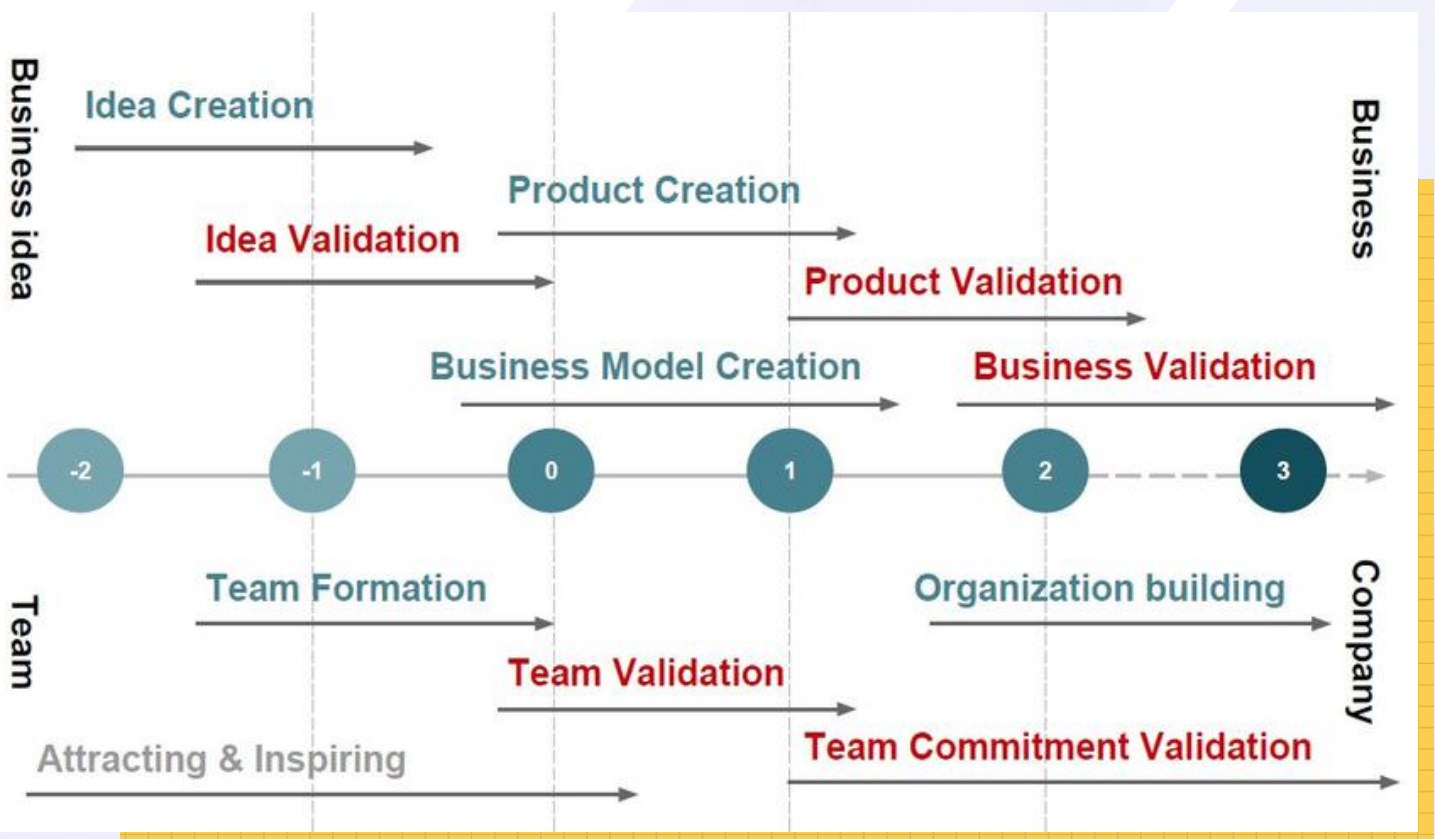 Business idea
Business
Idea Creation
Product Creation
Idea Validation
Product Validation
Business Model Creation
Business Validation
-2
-1
0
1
2
3
Team
Company
Team Formation
Organization building
Team Validation
Team Commitment Validation
Attracting & Inspiring